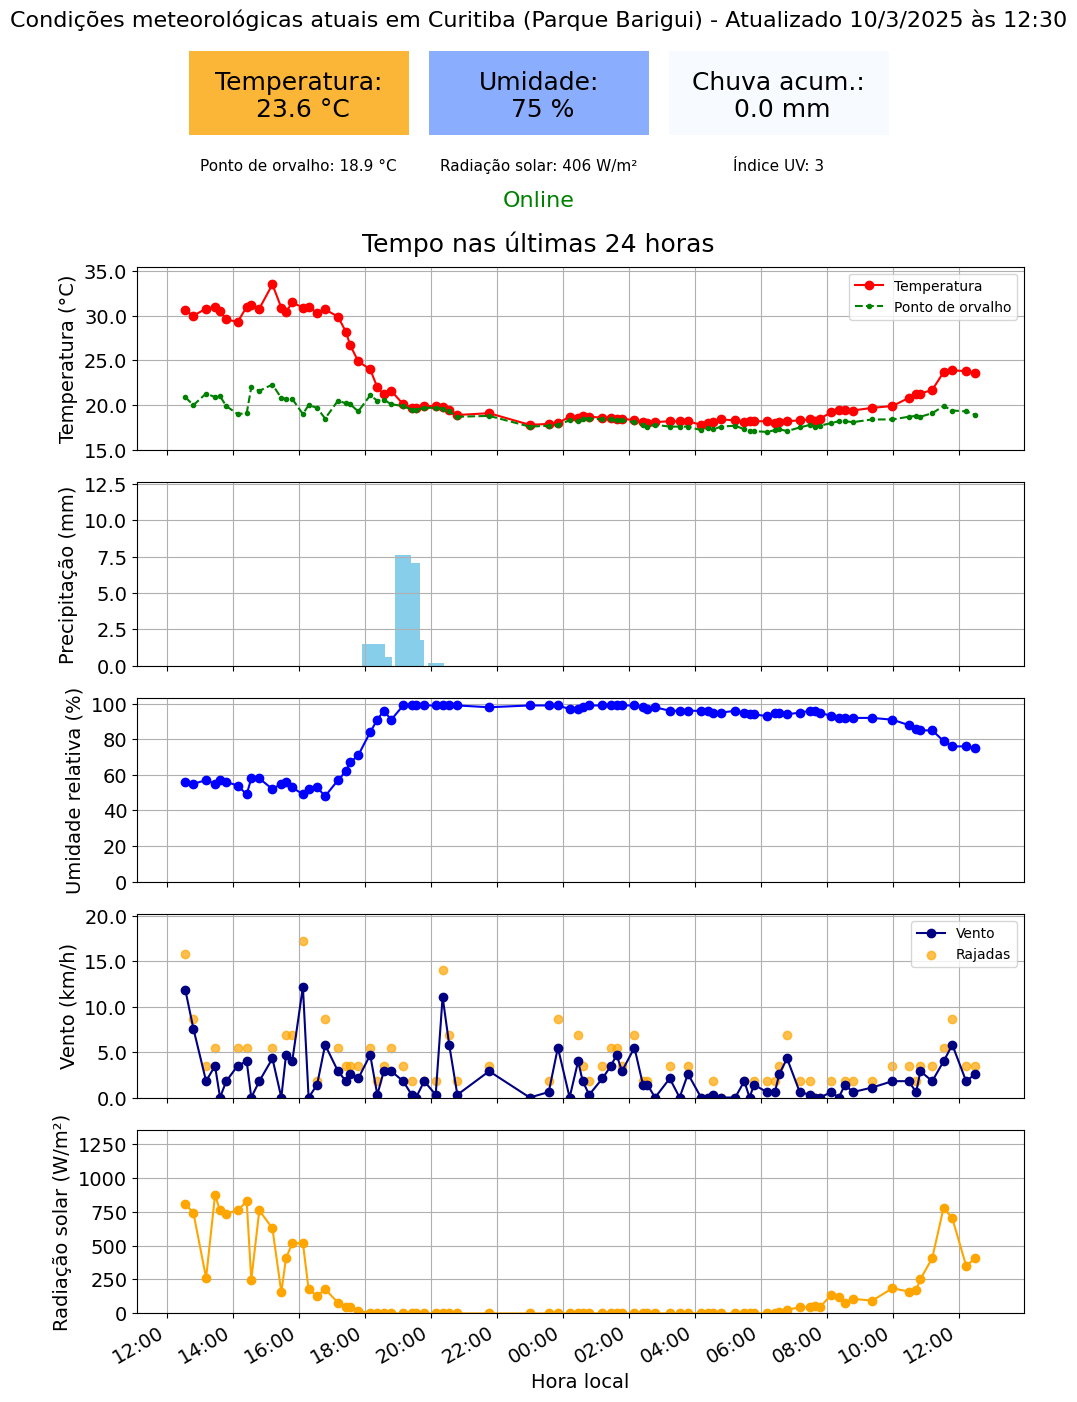 Condições meteorológicas atuais em Curitiba (Parque Barigui) - Atualizado 10/3/2025 às 12:30
Temperatura:
23.6 °C
Umidade:
75 %
Chuva acum.:
0.0 mm
Ponto de orvalho: 18.9 °C
Radiação solar: 406 W/m²
Índice UV: 3
Online
Tempo nas últimas 24 horas
Temperatura (°C)
35.0
30.0
25.0
20.0
15.0
Temperatura
Ponto de orvalho
Precipitação (mm)
12.5
10.0
7.5
5.0
2.5
0.0
Umidade relativa (%)
100
80
60
40
20
0
Vento (km/h)
20.0
15.0
10.0
5.0
0.0
Vento
Rajadas
Radiação solar (W/m²)
1250
1000
750
500
250
0
12:00
14:00
16:00
18:00
20:00
22:00
00:00
02:00
04:00
06:00
08:00
10:00
12:00
Hora local